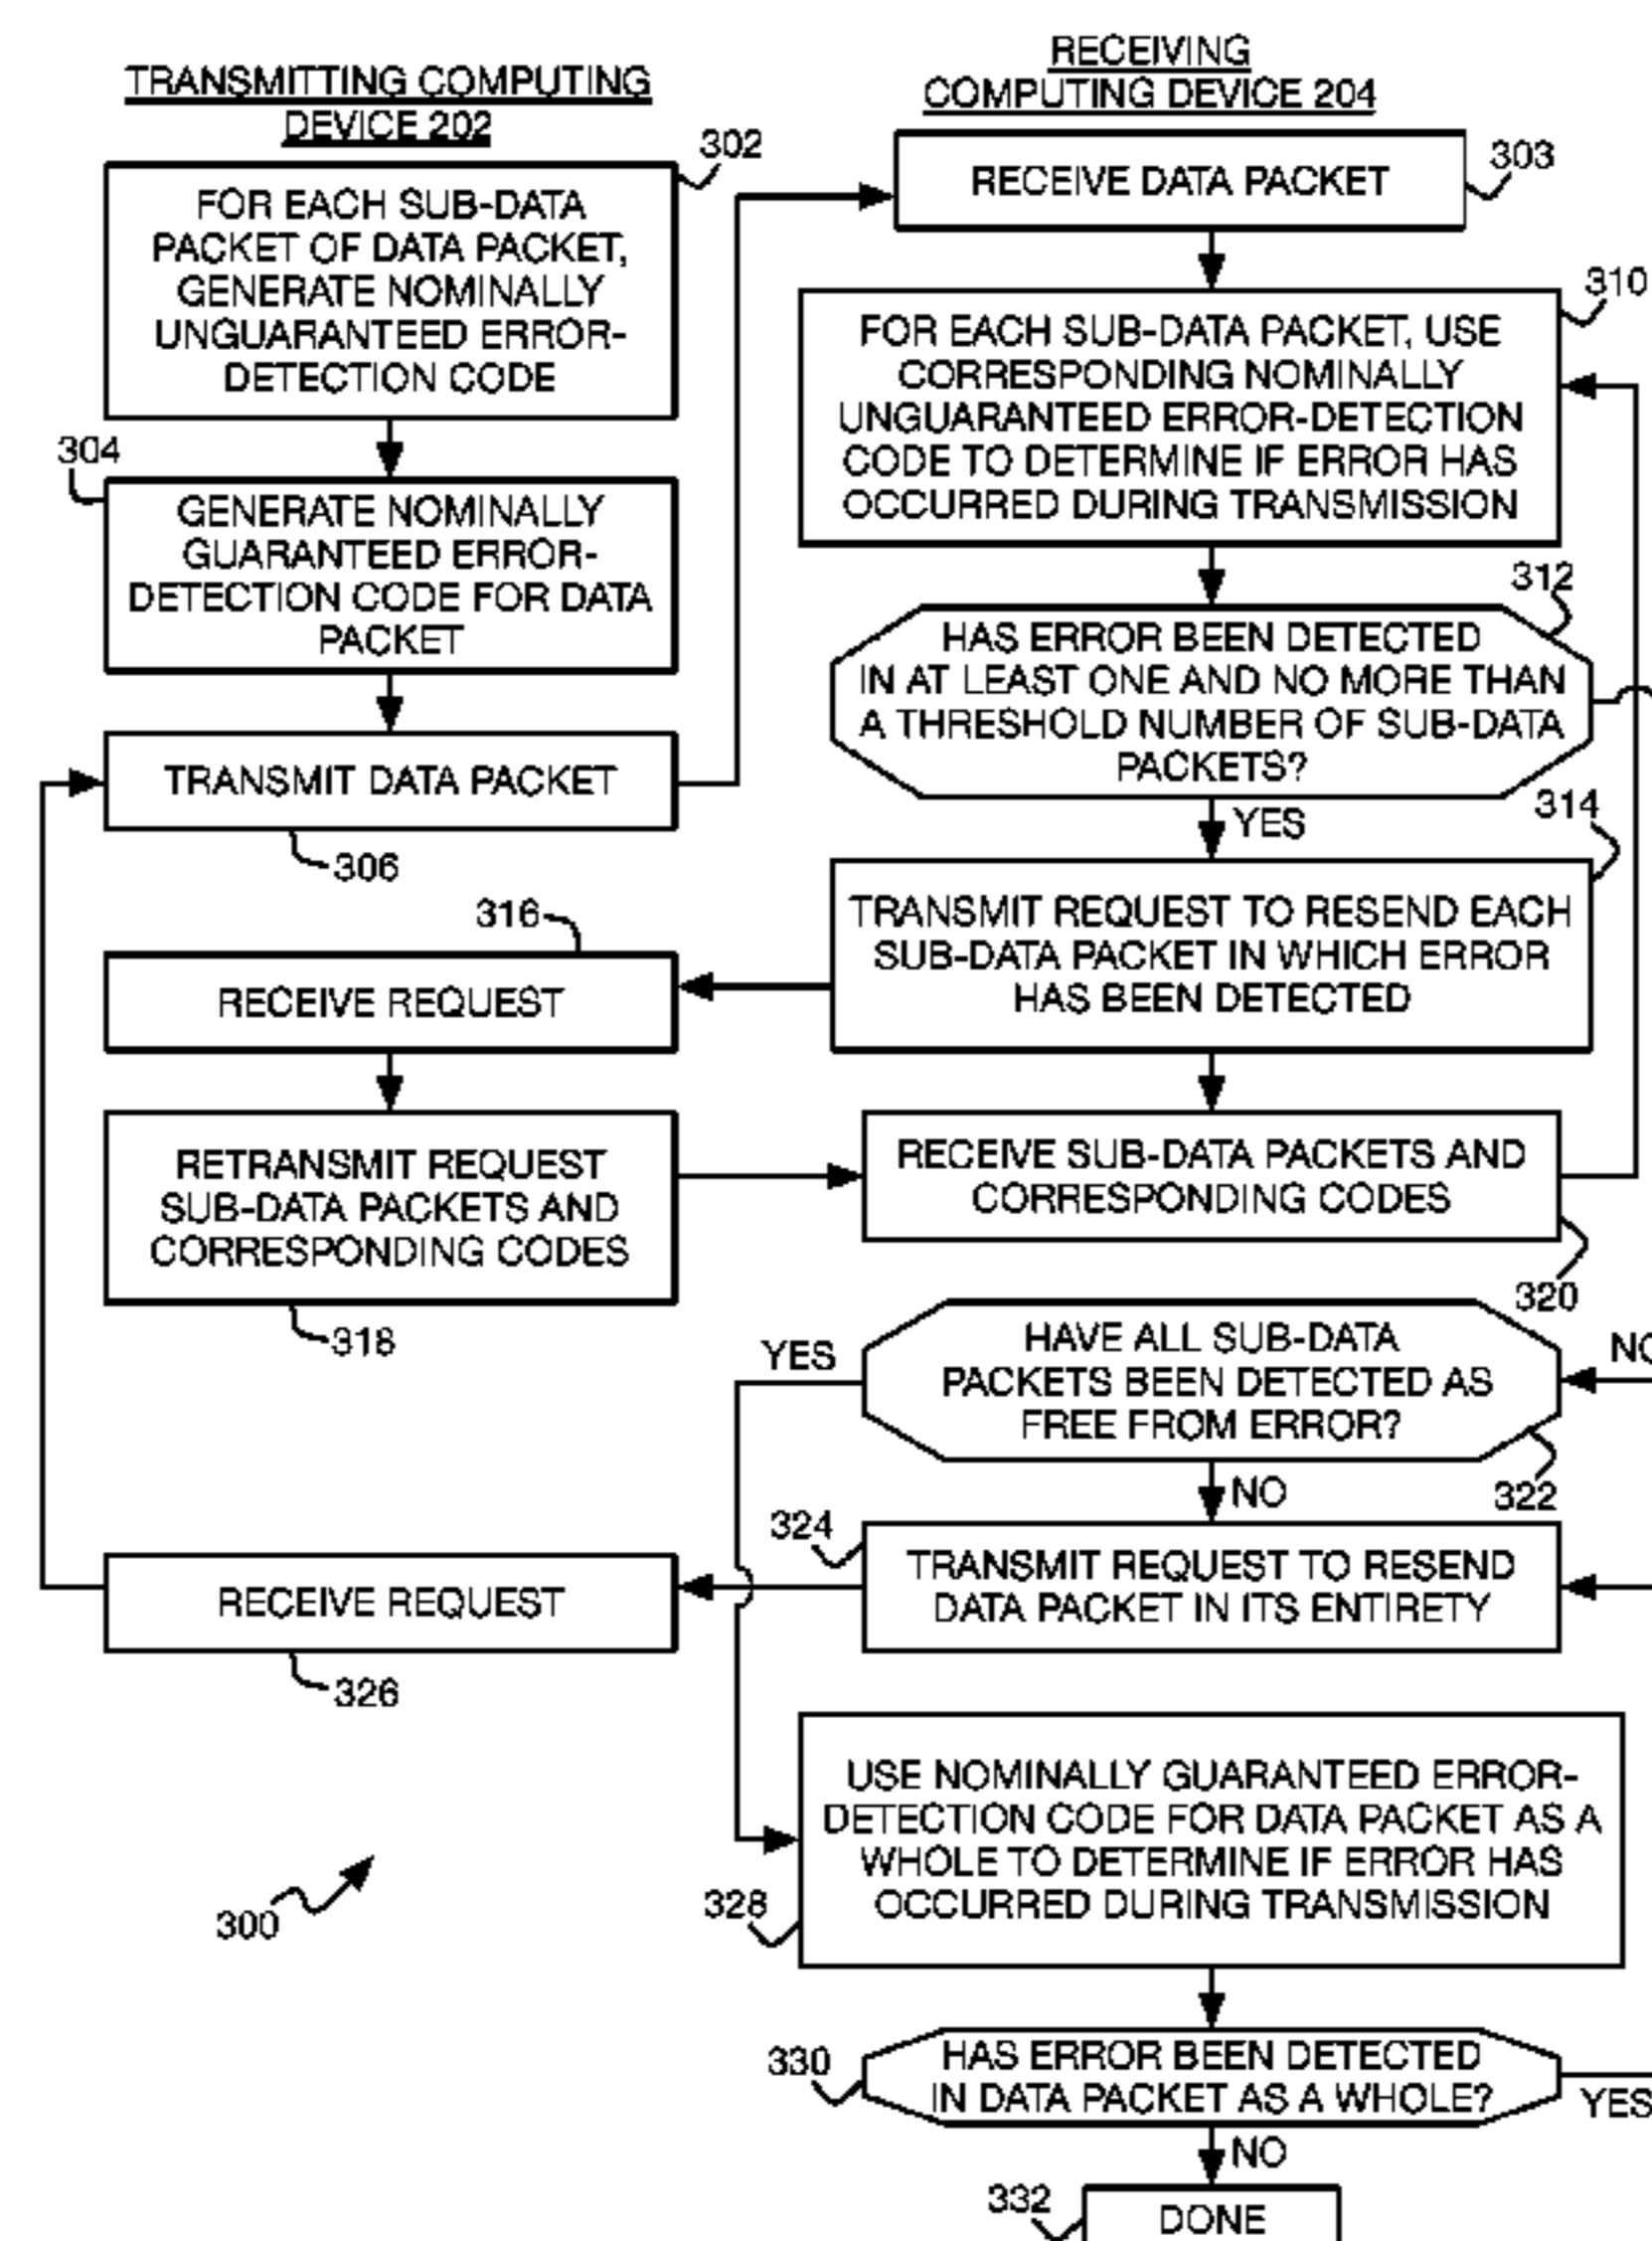 TRANSMITTING COMPUTING
DEVICE 202
302
FOR EACH SUB-DATA
PACKET OF DATA PACKET,
GENERATE NOMINALLY
UNGUARANTEED ERROR-
DETECTION CODE
304
GENERATE NOMINALLY
GUARANTEED ERROR-
DETECTION CODE FOR DATA
PACKET
TRANSMIT DATA PACKET
306
RECEIVING
COMPUTING DEVICE 204
RECEIVE DATA PACKET
303
310
FOR EACH SUB-DATA PACKET, USE
CORRESPONDING NOMINALLY
UNGUARANTEED ERROR-DETECTION
CODE TO DETERMINE IF ERROR HAS
OCCURRED DURING TRANSMISSION
312
HAS ERROR BEEN DETECTED
IN AT LEAST ONE AND NO MORE THAN
A THRESHOLD NUMBER OF SUB-DATA
PACKETS?
YES
314
TRANSMIT REQUEST TO RESEND EACH
SUB-DATA PACKET IN WHICH ERROR
HAS BEEN DETECTED
316
RECEIVE REQUEST
RETRANSMIT REQUEST
SUB-DATA PACKETS AND
CORRESPONDING CODES
318
RECEIVE SUB-DATA PACKETS AND
CORRESPONDING CODES
320
YES
HAVE ALL SUB-DATA
PACKETS BEEN DETECTED AS
FREE FROM ERROR?
NO
322
NO
324
TRANSMIT REQUEST TO RESEND
DATA PACKET IN ITS ENTIRETY
RECEIVE REQUEST
326
USE NOMINALLY GUARANTEED ERROR-
DETECTION CODE FOR DATA PACKET AS A
WHOLE TO DETERMINE IF ERROR HAS
OCCURRED DURING TRANSMISSION
328
300
330
HAS ERROR BEEN DETECTED
IN DATA PACKET AS A WHOLE?
YES
NO
332
DONE